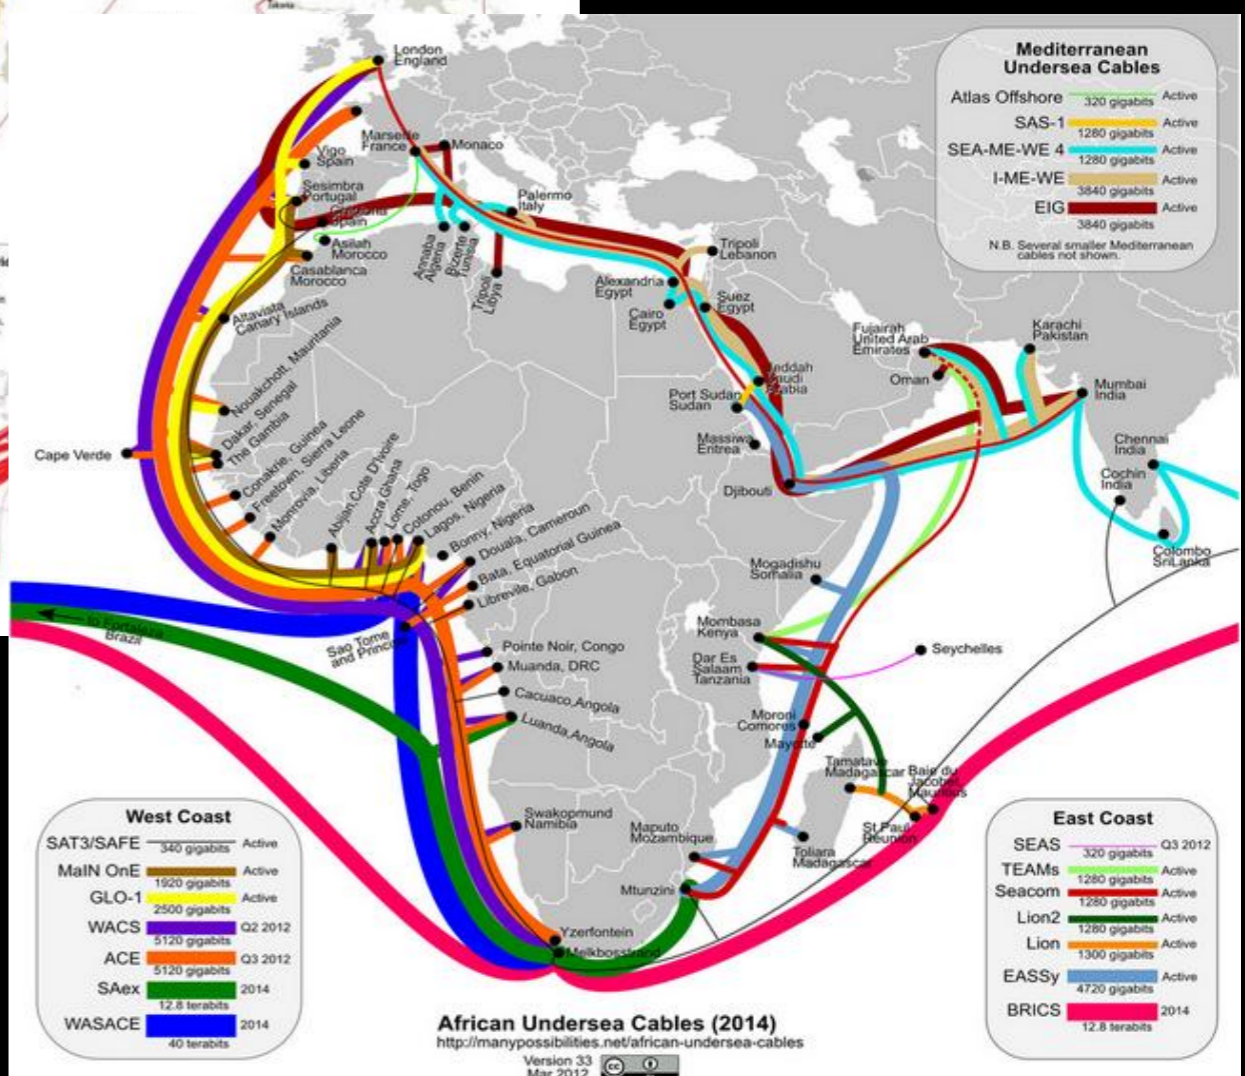 London
England
Marseile
France
Monaco
Vigo
Spain
Sesimbra
Portugal
Spain
Asilah
Morocco
Casablanca
Morocco
Altavista
Canary Islands
Palermo
Italy
Annaba
Algeria
Bizerte
Tunisia
Tripoli
Libya
Tripoli
Lebanon
Alexandria
Egypt
Cairo
Egypt
Suez
Egypt
Jeddah
Saudi
Arabia
Port Sudan
Sudan
Massiwa
Eritrea
Djibouti
Fujairah
United Arab
Emirates
Oman
Karachi
Pakistan
Mumbai
India
Chennai
India
Cochin
India
Colombo
SriLanka
Nouakchott, Mauntania
Dakar, Senegal
The Gambia
Cape Verde
Conakrie, Guinea
Freetown, Sierra Leone
Monrovia, Liberia
Abijan,Cote D'Ivoire
Accra,Ghana
Lome, Togo
Cotonou, Benin
Lagos, Nigeria
Bonny, Nigeria
Douala, Cameroun
Bata, Equatorial Guinea
Libreville, Gabon
Sao Tome
and Principe
to Fortaleza
Brazil
Pointe Noir, Congo
Muanda, DRC
Cacuaco,Angola
Luanda,Angola
Swakopmund
Namibia
Yzerfontein
Melkbosstrand
Mtunzini
Maputo
Mozambique
Toliara
Madagascar
Tamatave
Madagascar
Baie du
Jacobet
Mauritius
St Paul
Reunion
Mayotte
Moroni
Comores
Dar Es
Salaam
Tanzania
Mombasa
Kenya
Mogadishu
Somalia
Seychelles
Mediterranean
Undersea Cables
Atlas Offshore 320 gigabits Active
SAS-1 1280 gigabits Active
SEA-ME-WE 4 1280 gigabits Active
I-ME-WE 3840 gigabits Active
EIG 3840 gigabits Active
N.B. Several smaller Mediterranean
cables not shown.
West Coast
SAT3/SAFE 340 gigabits Active
MaIN OnE 1920 gigabits Active
GLO-1 2500 gigabits Active
WACS 5120 gigabits Q2 2012
ACE 5120 gigabits Q3 2012
SAex 12.8 terabits 2014
WASACE 40 terabits 2014
East Coast
SEAS 320 gigabits Q3 2012
TEAMs 1280 gigabits Active
Seacom 1280 gigabits Active
Lion2 1280 gigabits Active
Lion 1300 gigabits Active
EASSy 4720 gigabits Active
BRICS 12.8 terabits 2014
African Undersea Cables (2014)
http://manypossibilities.net/african-undersea-cables
Version 33
Mar 2012
cc